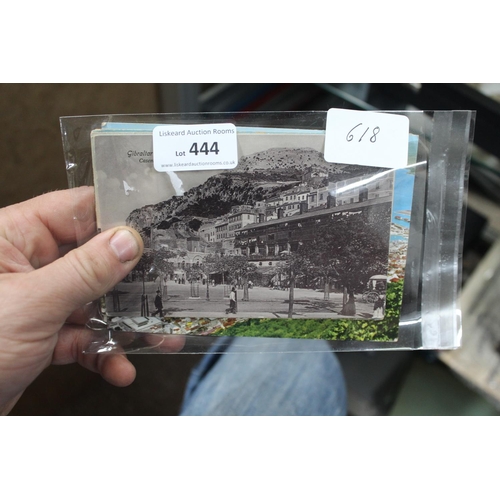 Liskeard Auction Rooms
Lot 444
www.liskeardauctionrooms.co.uk
618
Gibraltar